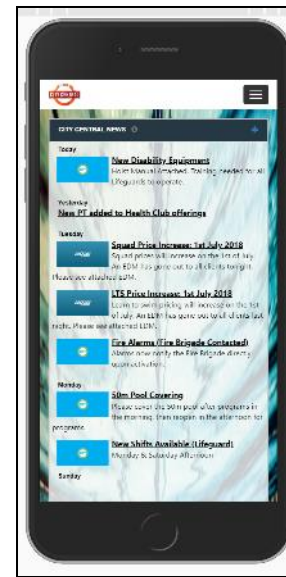 CITY CENTRAL NEWS
Today
New Disability Equipment
Hoist Manual Attached. Training needed for all
Lifeguards to operate.
Yesterday
New PT added to Health Club offerings
Tuesday
Squad Price Increase: 1st July 2018
Squad prices will increase on the 1st of July.
An EDM has gone out to all clients tonight.
Please see attached EDM.
LTS Price Increase: 1st July 2018
Learn to swim pricing will increase on the 1st
of July. An EDM has gone out to all clients last
night. Please see attached EDM.
Fire Alarms (Fire Brigade Contacted)
Alarms now notify the Fire Brigade directly
upon activation.
Monday
50m Pool Covering
Please cover the 50m pool after programs in
the morning, then reopen in the afternoon for
programs.
New Shifts Available (Lifeguard)
Monday & Saturday Afternoon
Sunday